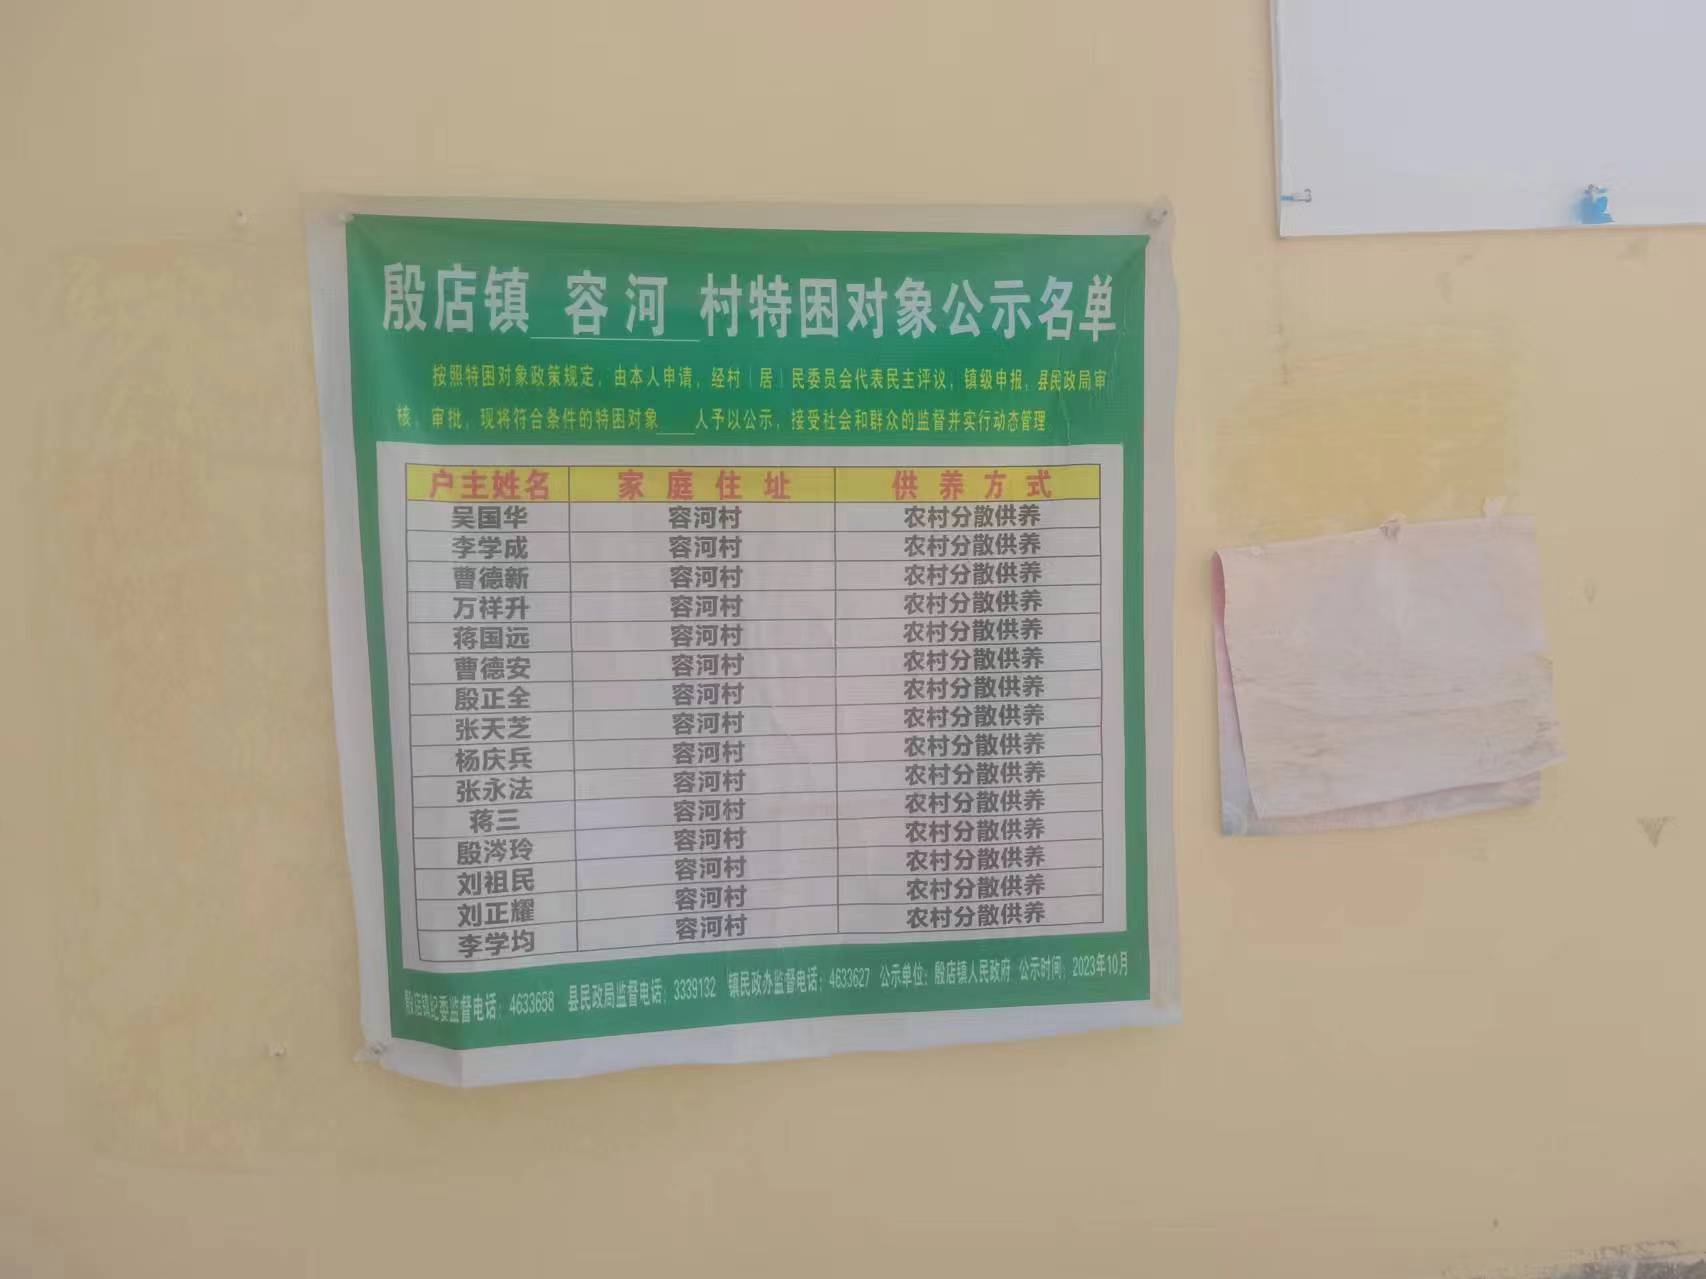 殷店镇 容河 村特困对象公示名单
按照特困对象政策规定，由本人申请，经村（居）民委员会代表民主评议，镇级申报，县民政局审
核、审批，现将符合条件的特困对象____人予以公示，接受社会和群众的监督并实行动态管理
户主姓名 家庭住址 供养方式
吴国华 容河村 农村分散供养
李学成 容河村 农村分散供养
曹德新 容河村 农村分散供养
万祥升 容河村 农村分散供养
蒋国远 容河村 农村分散供养
曹德安 容河村 农村分散供养
殷正全 容河村 农村分散供养
张天芝 容河村 农村分散供养
杨庆兵 容河村 农村分散供养
张永法 容河村 农村分散供养
蒋三 容河村 农村分散供养
殷涔玲 容河村 农村分散供养
刘祖民 容河村 农村分散供养
刘正耀 容河村 农村分散供养
李学均 容河村 农村分散供养
殷店镇纪委监督电话：4633658 县民政局监督电话：3339132 镇民政办监督电话：4633627 公示单位：殷店镇人民政府 公示时间：2023年10月